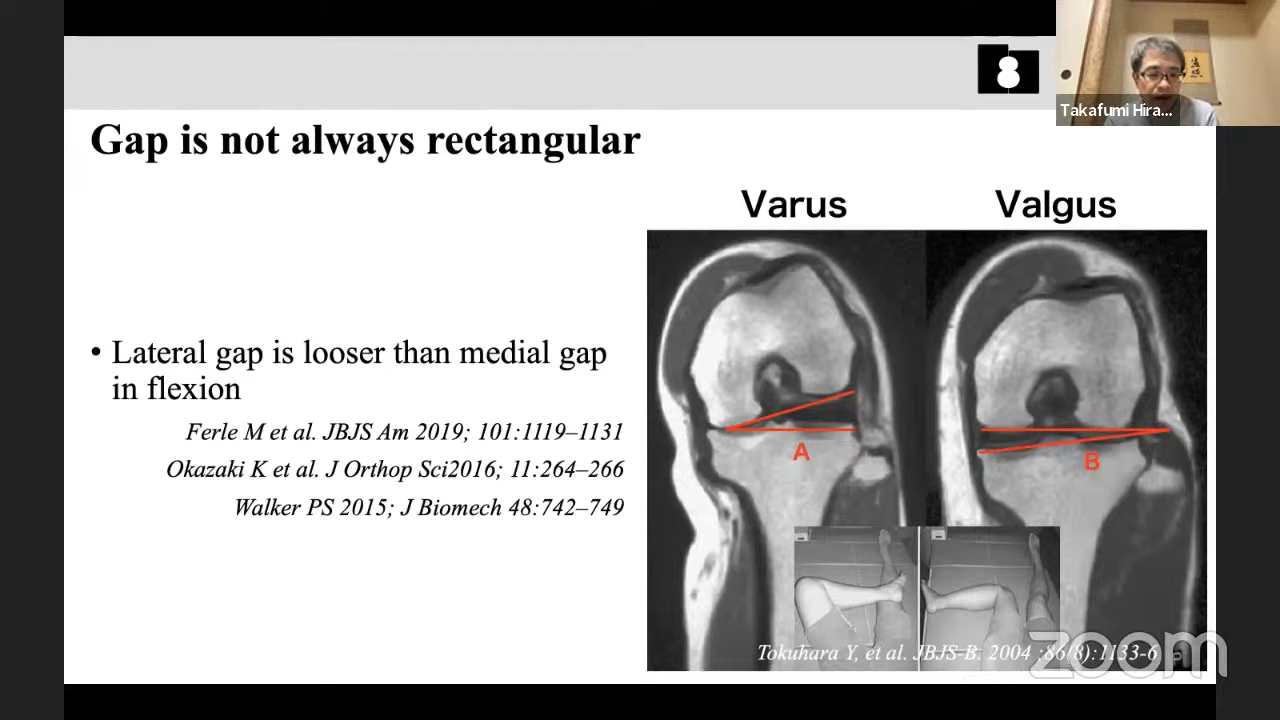 Takafumi Hira...
Gap is not always rectangular
Varus
Valgus
• Lateral gap is looser than medial gap
in flexion
Ferle M et al. JBJS Am 2019; 101:1119–1131
Okazaki K et al. J Orthop Sci2016; 11:264–266
Walker PS 2015; J Biomech 48:742–749
A
B
Tokuhara Y, et al. JBJS-B. 2004 ;86(8):1133-6
zoom